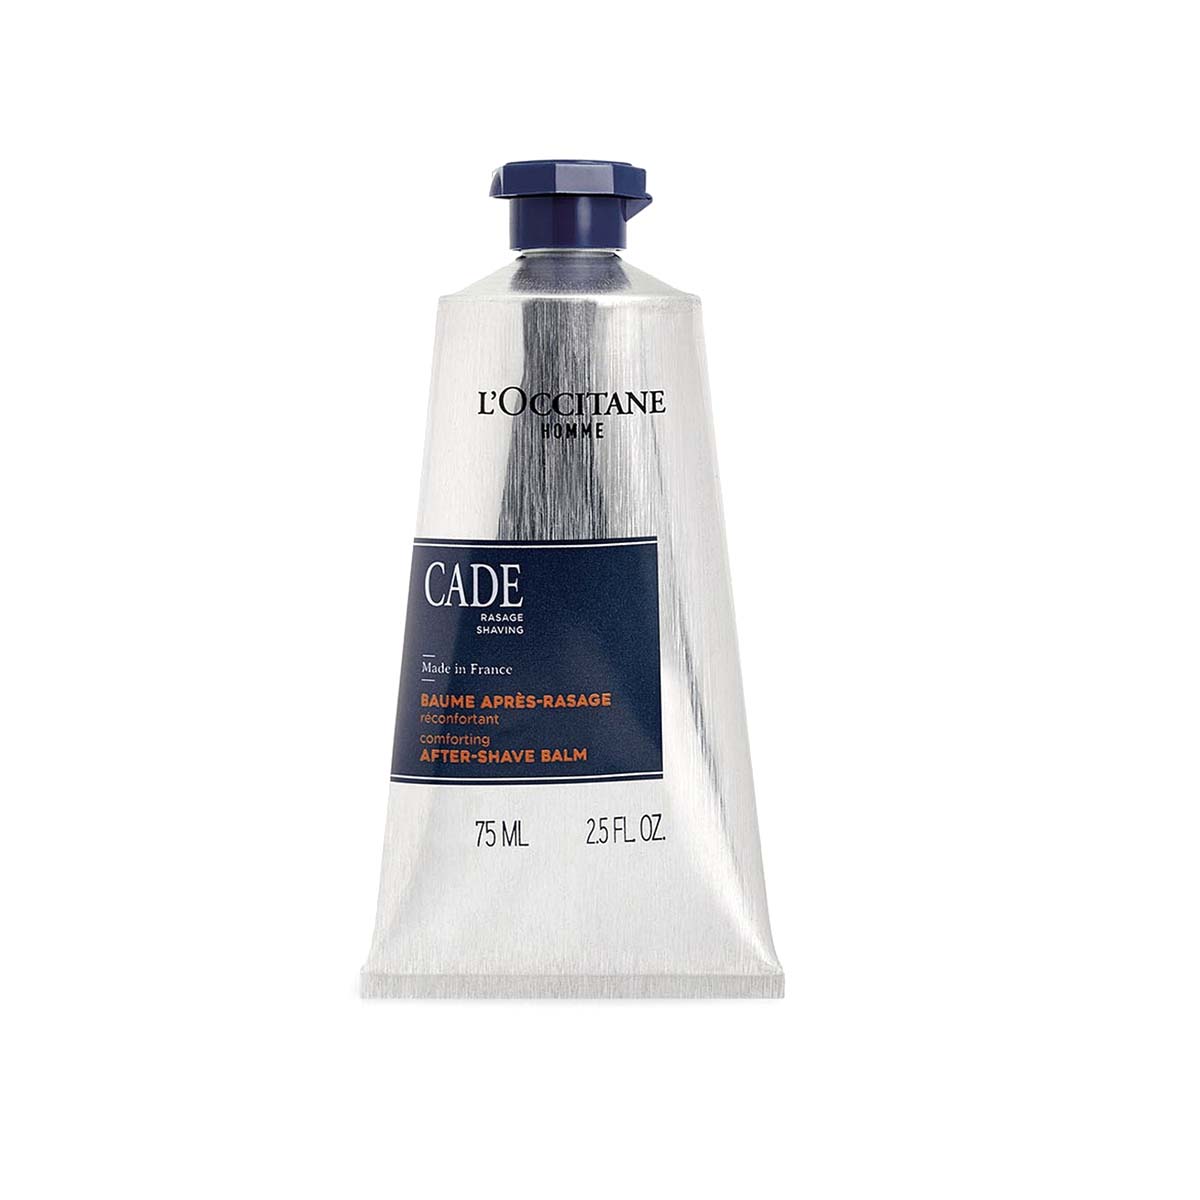 L'OCCITANE
HOMME
CADE
RASAGE
SHAVING
Made in France
BAUME APRÈS-RASAGE
réconfortant
comforting
AFTER-SHAVE BALM
75 ML 2.5 FL. OZ.